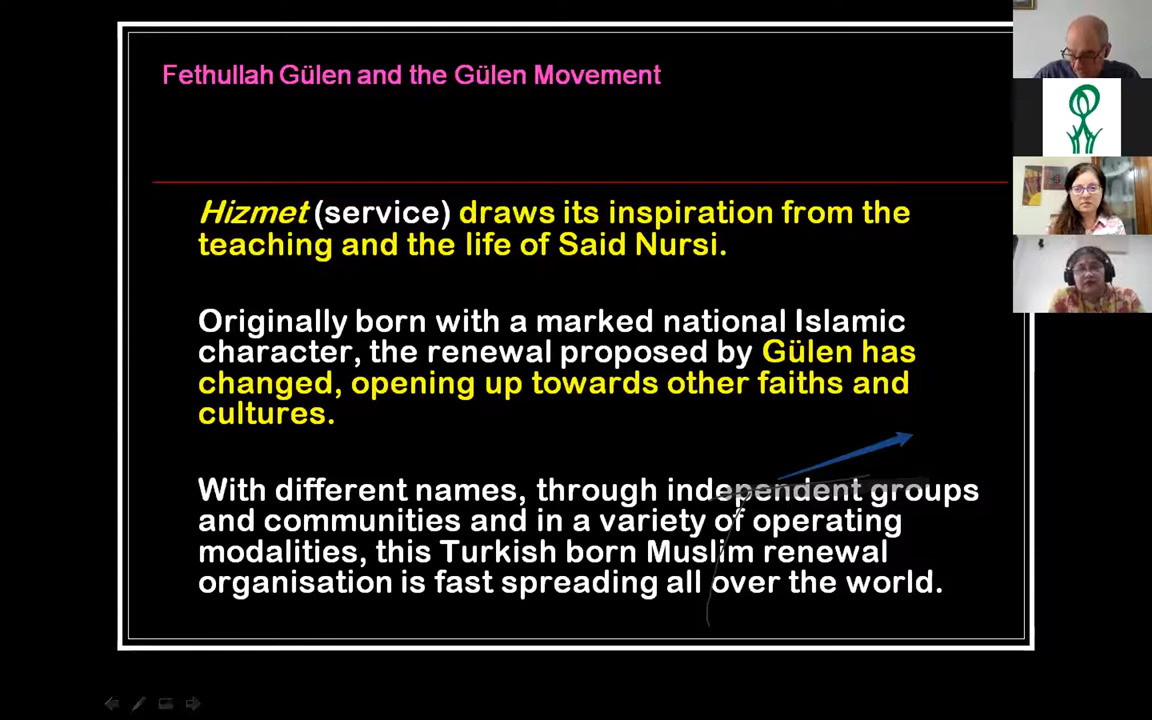 Fethullah Gülen and the Gülen Movement
Hizmet (service) draws its inspiration from the
teaching and the life of Said Nursi.
Originally born with a marked national Islamic
character, the renewal proposed by Gülen has
changed, opening up towards other faiths and
cultures.
With different names, through independent groups
and communities and in a variety of operating
modalities, this Turkish born Muslim renewal
organisation is fast spreading all over the world.